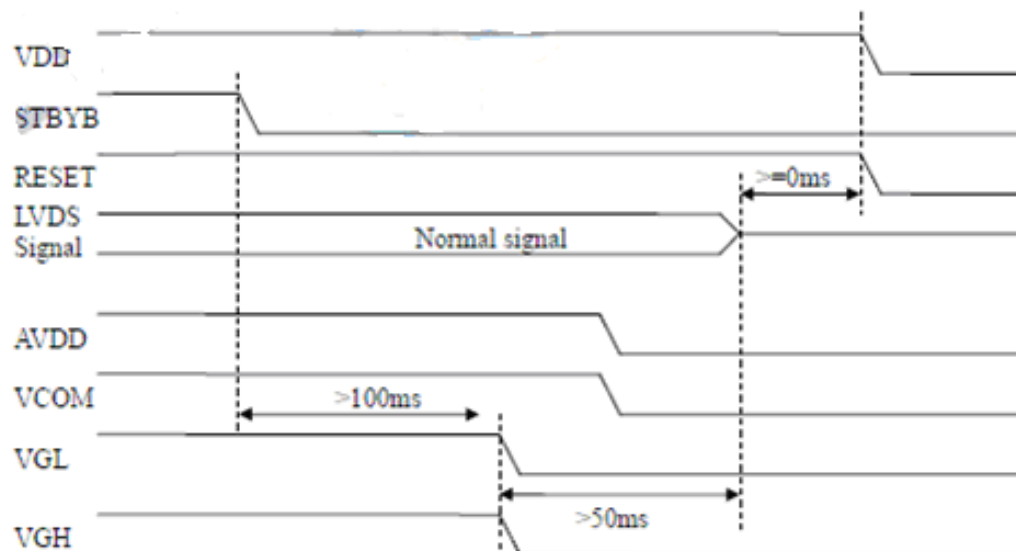 VDD
STBYB
RESET
>=0ms
LVDS
Signal
Normal signal
AVDD
VCOM
>100ms
VGL
>50ms
VGH